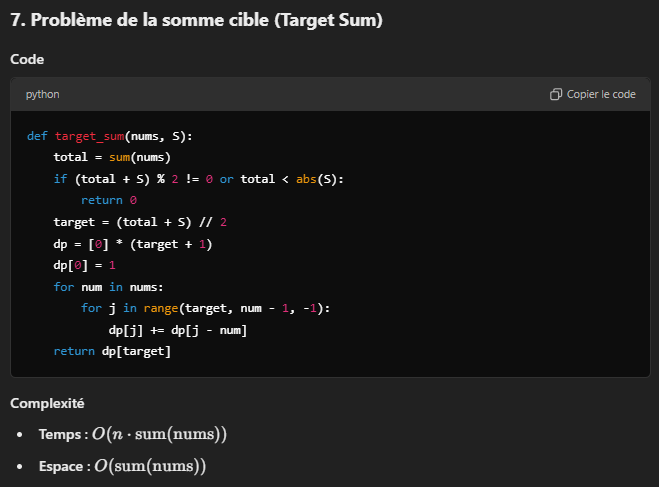 7. Problème de la somme cible (Target Sum)
Code
python
Copier le code
def target_sum(nums, S):
    total = sum(nums)
    if (total + S) % 2 != 0 or total < abs(S):
        return 0
    target = (total + S) // 2
    dp = [0] * (target + 1)
    dp[0] = 1
    for num in nums:
        for j in range(target, num - 1, -1):
            dp[j] += dp[j - num]
    return dp[target]
Complexité
• Temps : O(n · sum(nums))
• Espace : O(sum(nums))